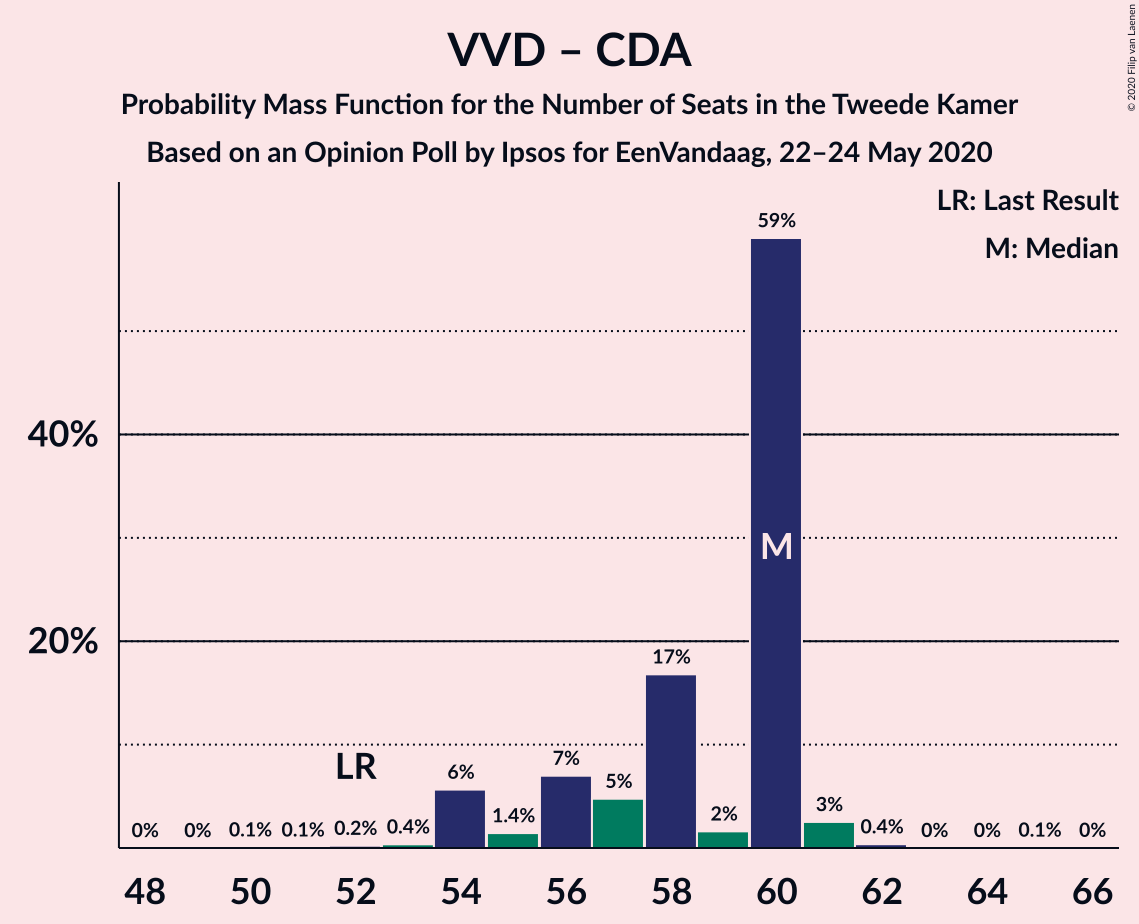 VVD – CDA
Probability Mass Function for the Number of Seats in the Tweede Kamer
Based on an Opinion Poll by Ipsos for EenVandaag, 22–24 May 2020
© 2020 Filip van Laenen
LR: Last Result
M: Median
59%
40%
M
20%
17%
LR
7%
6%
5%
3%
2%
1.4%
0% 0% 0.1% 0.1% 0.2% 0.4% 0.4% 0% 0% 0.1% 0%
48 50 52 54 56 58 60 62 64 66